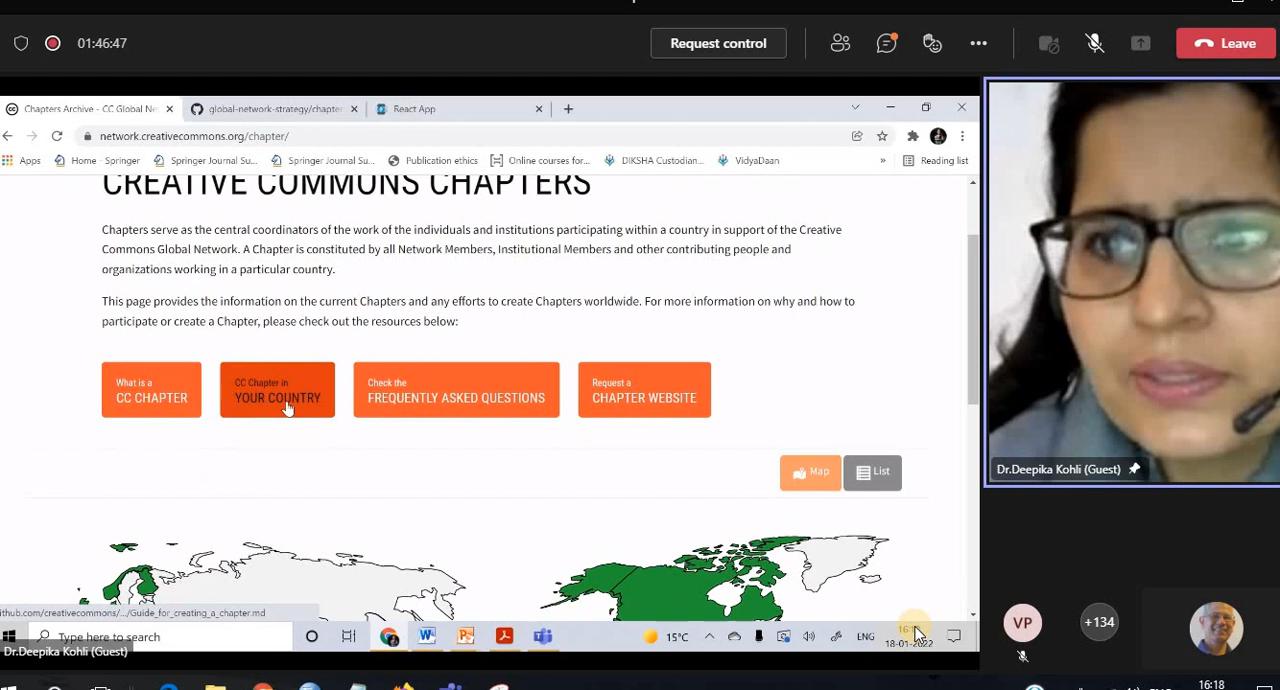 01:46:47
Request control
Leave
Chapters Archive - CC Global Ne
global-network-strategy/chapter
React App
network.creativecommons.org/chapter/
Apps
Home - Springer
Springer Journal Su...
Springer Journal Su...
Publication ethics
Online courses for...
DIKSHA Custodian...
VidyaDaan
»
Reading list
CREATIVE COMMONS CHAPTERS
Chapters serve as the central coordinators of the work of the individuals and institutions participating within a country in support of the Creative
Commons Global Network. A Chapter is constituted by all Network Members, Institutional Members and other contributing people and
organizations working in a particular country.
This page provides the information on the current Chapters and any efforts to create Chapters worldwide. For more information on why and how to
participate or create a Chapter, please check out the resources below:
What is a
CC CHAPTER
CC Chapter in
YOUR COUNTRY
Check the
FREQUENTLY ASKED QUESTIONS
Request a
CHAPTER WEBSITE
Map
List
Dr.Deepika Kohli (Guest)
ithub.com/creativecommons/.../Guide_for_creating_a_chapter.md
Type here to search
15°C
ENG
18-01-2022
Dr.Deepika Kohli (Guest)
VP
+134
16:18